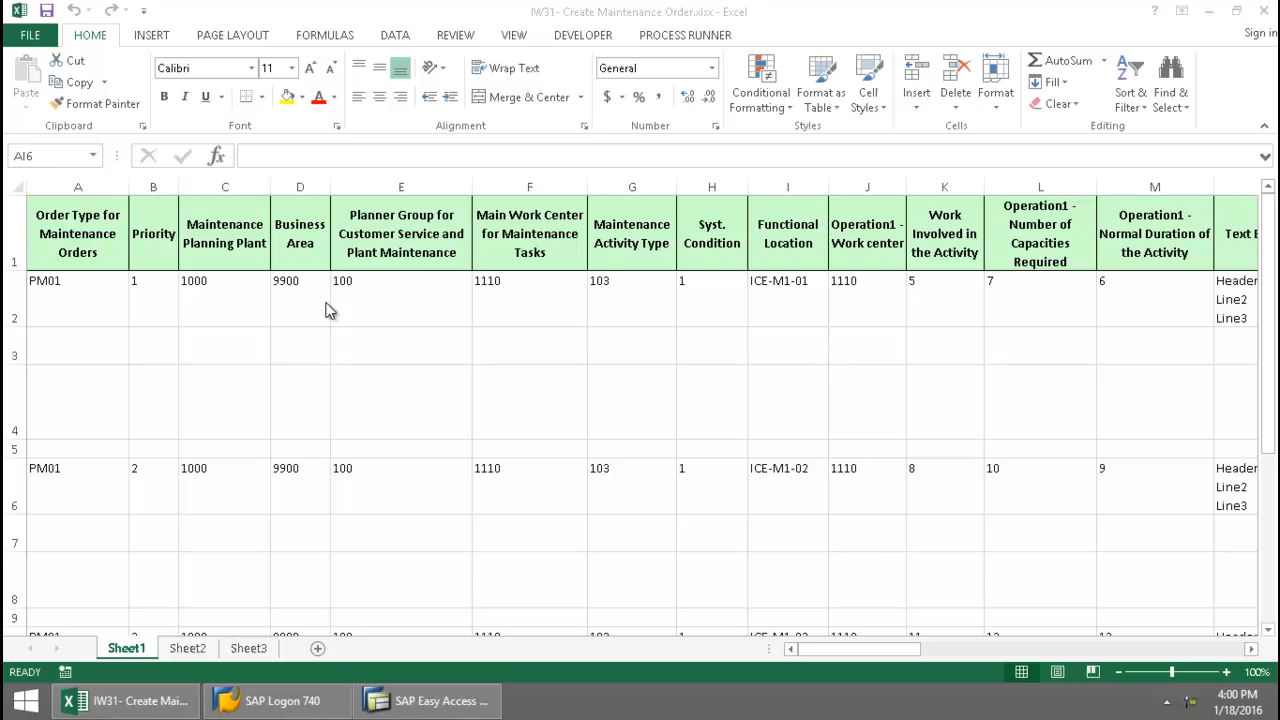 IW31- Create Maintenance Order.xlsx - Excel
Sign in
FILE HOME INSERT PAGE LAYOUT FORMULAS DATA REVIEW VIEW DEVELOPER PROCESS RUNNER
Paste
Cut
Copy
Format Painter
Clipboard
Calibri 11
B I U
Font
Wrap Text
Merge & Center
Alignment
General
$ % ,
Number
Conditional Formatting
Format as Table
Cell Styles
Styles
Insert Delete Format
Cells
AutoSum
Fill
Clear
Sort & Filter
Find & Select
Editing
AI6
fx
A B C D E F G H I J K L M
1
Order Type for Maintenance Orders
Priority
Maintenance Planning Plant
Business Area
Planner Group for Customer Service and Plant Maintenance
Main Work Center for Maintenance Tasks
Maintenance Activity Type
Syst. Condition
Functional Location
Operation1 - Work center
Work Involved in the Activity
Operation1 - Number of Capacities Required
Operation1 - Normal Duration of the Activity
PM01 1 1000 9900 100 1110 103 1 ICE-M1-01 1110 5 7 6 Header
Line2
2 Line3
3
4
5
PM01 2 1000 9900 100 1110 103 1 ICE-M1-02 1110 8 10 9 Header
Line2
6 Line3
7
8
9
Sheet1 Sheet2 Sheet3
READY
100%
IW31- Create Mai...
SAP Logon 740
SAP Easy Access ...
4:00 PM
1/18/2016